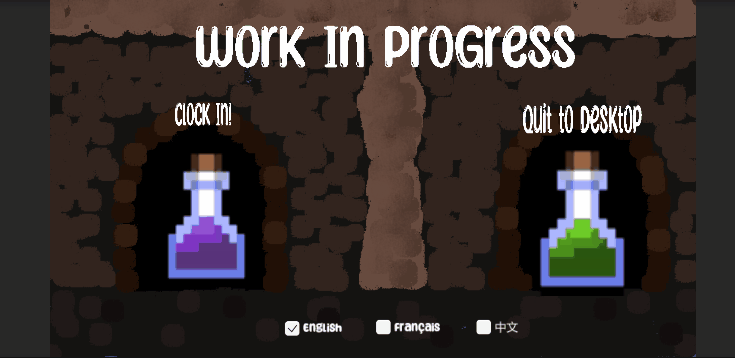 Work In Progress
Clock In!
Quit to Desktop
English
Français
中文